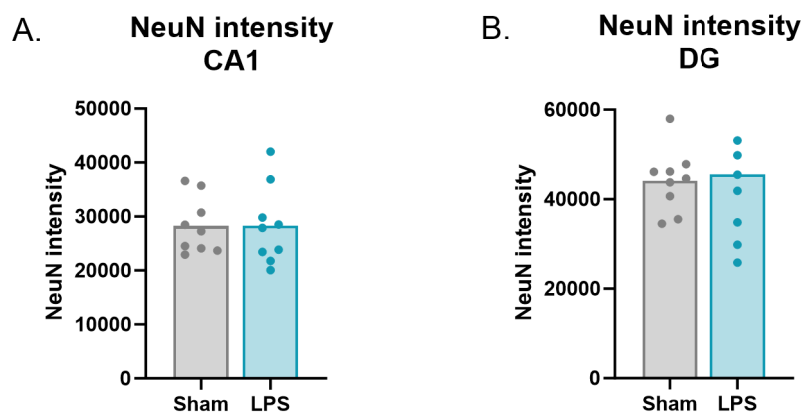 A.
NeuN intensity
CA1
NeuN intensity
50000
40000
30000
20000
10000
0
Sham LPS
B.
NeuN intensity
DG
NeuN intensity
60000
40000
20000
0
Sham LPS